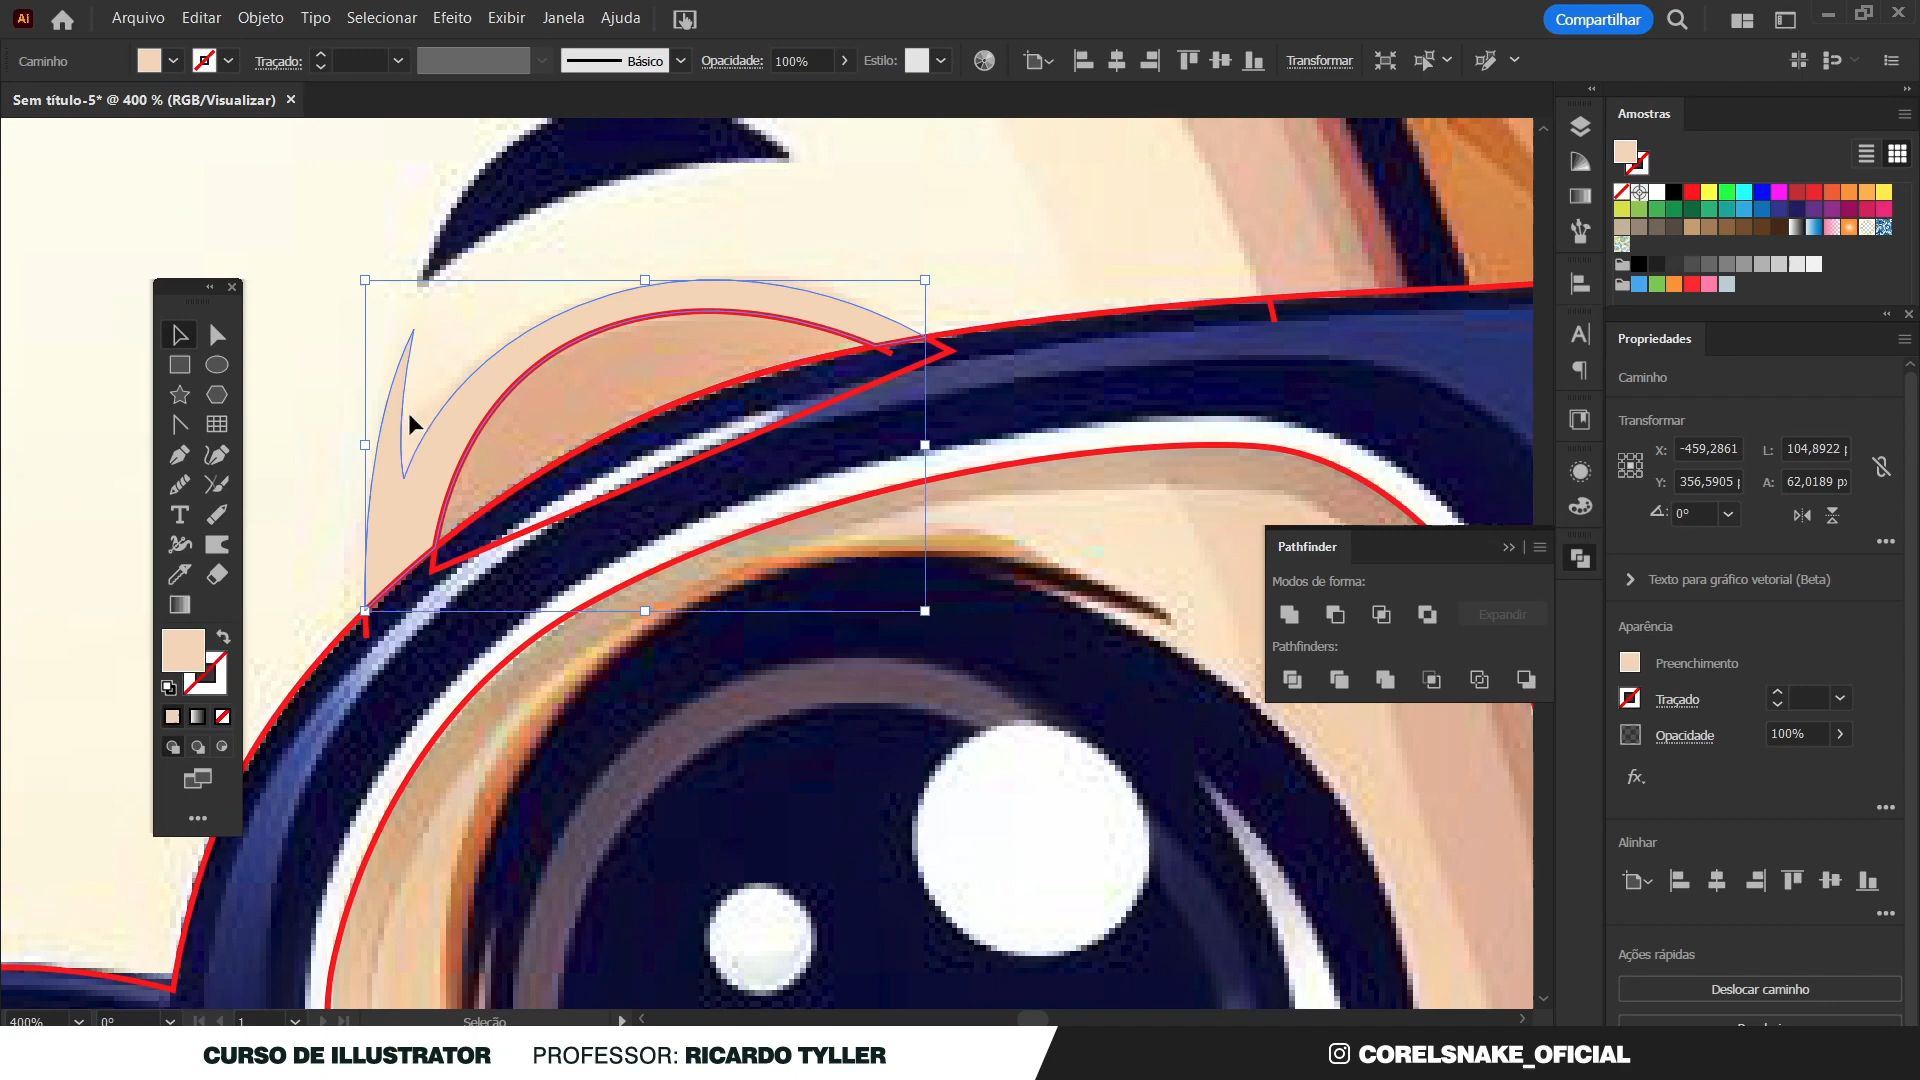 Ai
Arquivo Editar Objeto Tipo Selecionar Efeito Exibir Janela Ajuda Compartilhar
Caminho Traçado: Básico Opacidade: 100% Estilo: Transformar
Sem título-5* @ 400 % (RGB/Visualizar) ×
Amostras
Propriedades
Caminho
Transformar
X: -459,2861 L: 104,8922 p
Y: 356,5905 p A: 62,0189 px
0°
Texto para gráfico vetorial (Beta)
Aparência
Preenchimento
Traçado
Opacidade 100%
fx.
Alinhar
Ações rápidas
Deslocar caminho
Pathfinder
Modos de forma:
Expandir
Pathfinders:
400% 0° 1 Seleção
CURSO DE ILLUSTRATOR PROFESSOR: RICARDO TYLLER CORELSNAKE_OFICIAL